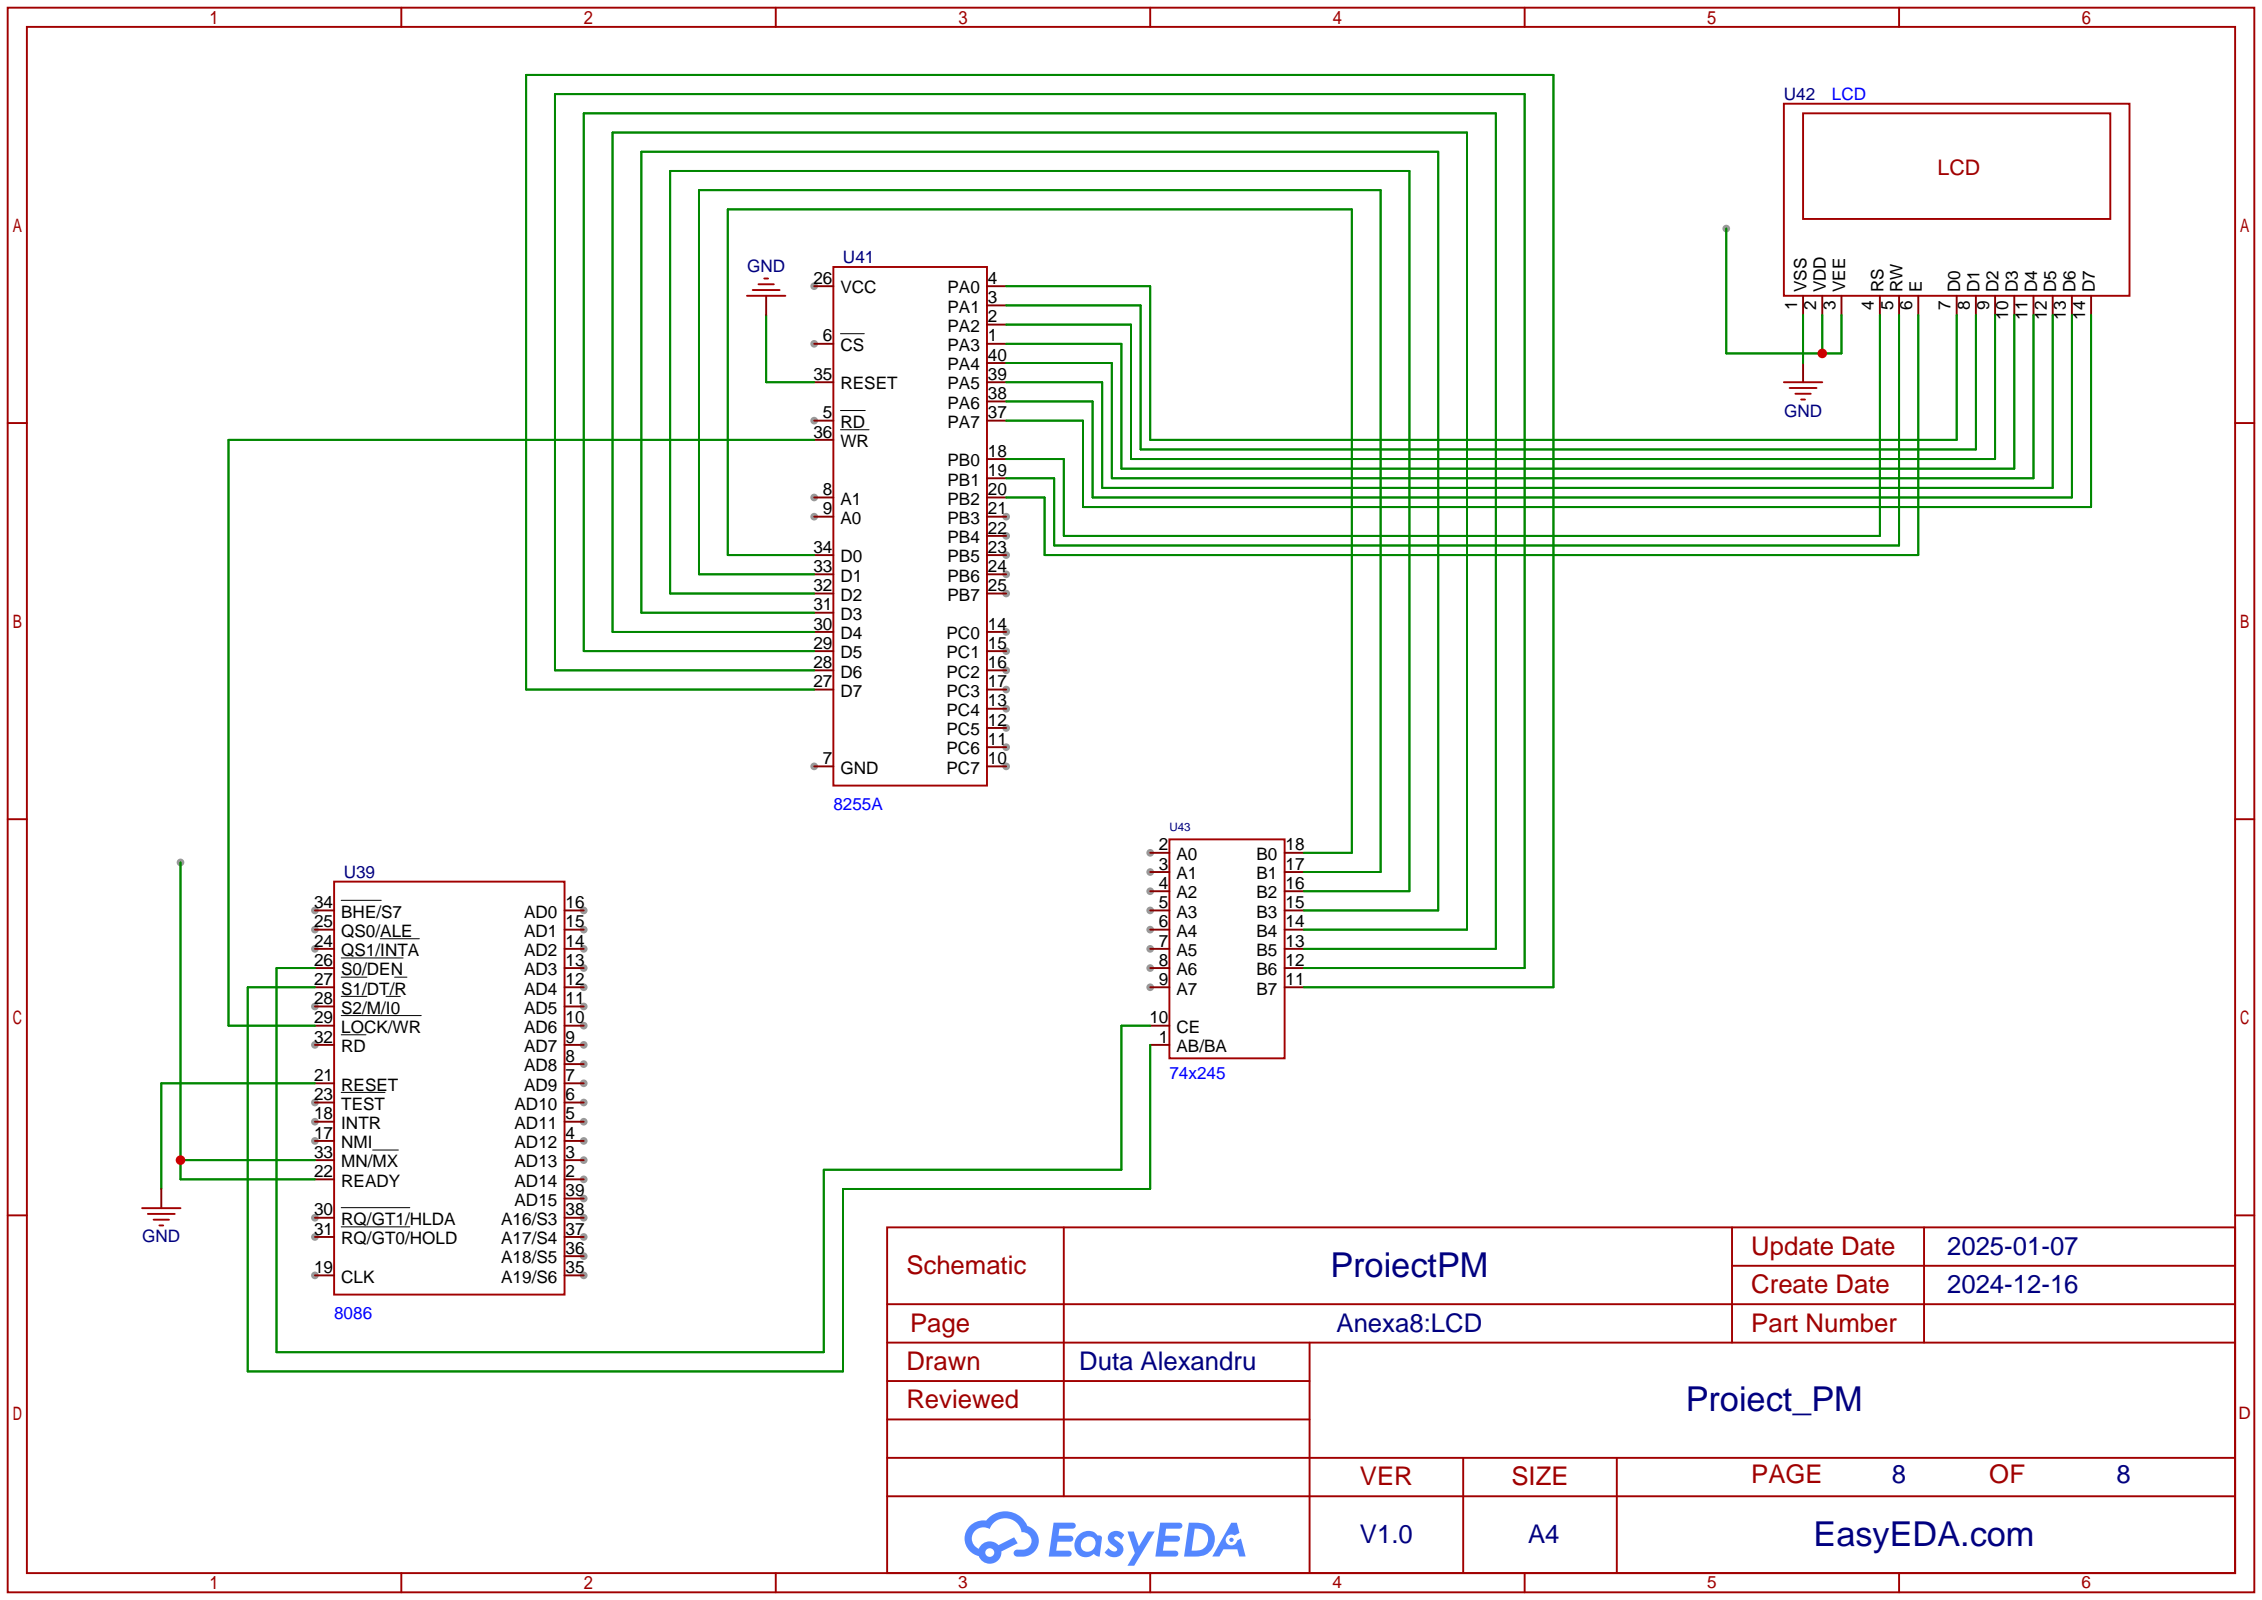 1 2 3 4 5 6
A
B
C
D
A
B
C
D
U42 LCD
LCD
VSS
VDD
VEE
RS
RW
E
D0
D1
D2
D3
D4
D5
D6
D7
1
2
3
4
5
6
7
8
9
10
11
12
13
14
GND
GND
U41
26 VCC
6 CS
35 RESET
5 RD
36 WR
8 A1
9 A0
34 D0
33 D1
32 D2
31 D3
30 D4
29 D5
28 D6
27 D7
7 GND
PA0 4
PA1 3
PA2 2
PA3 1
PA4 40
PA5 39
PA6 38
PA7 37
PB0 18
PB1 19
PB2 20
PB3 21
PB4 22
PB5 23
PB6 24
PB7 25
PC0 14
PC1 15
PC2 16
PC3 17
PC4 13
PC5 12
PC6 11
PC7 10
8255A
U43
2 A0
3 A1
4 A2
5 A3
6 A4
7 A5
8 A6
9 A7
10 CE
1 AB/BA
B0 18
B1 17
B2 16
B3 15
B4 14
B5 13
B6 12
B7 11
74x245
U39
34 BHE/S7
25 QS0/ALE
24 QS1/INTA
26 S0/DEN
27 S1/DT/R
28 S2/M/I0
29 LOCK/WR
32 RD
21 RESET
23 TEST
18 INTR
17 NMI
33 MN/MX
22 READY
30 RQ/GT1/HLDA
31 RQ/GT0/HOLD
19 CLK
AD0 16
AD1 15
AD2 14
AD3 13
AD4 12
AD5 11
AD6 10
AD7 9
AD8 8
AD9 7
AD10 6
AD11 5
AD12 4
AD13 3
AD14 2
AD15 39
A16/S3 38
A17/S4 37
A18/S5 36
A19/S6 35
8086
GND
Schematic ProiectPM Update Date 2025-01-07
Create Date 2024-12-16
Page Anexa8:LCD Part Number
Drawn Duta Alexandru
Reviewed
Proiect_PM
VER SIZE PAGE 8 OF 8
EasyEDA V1.0 A4 EasyEDA.com
1 2 3 4 5 6